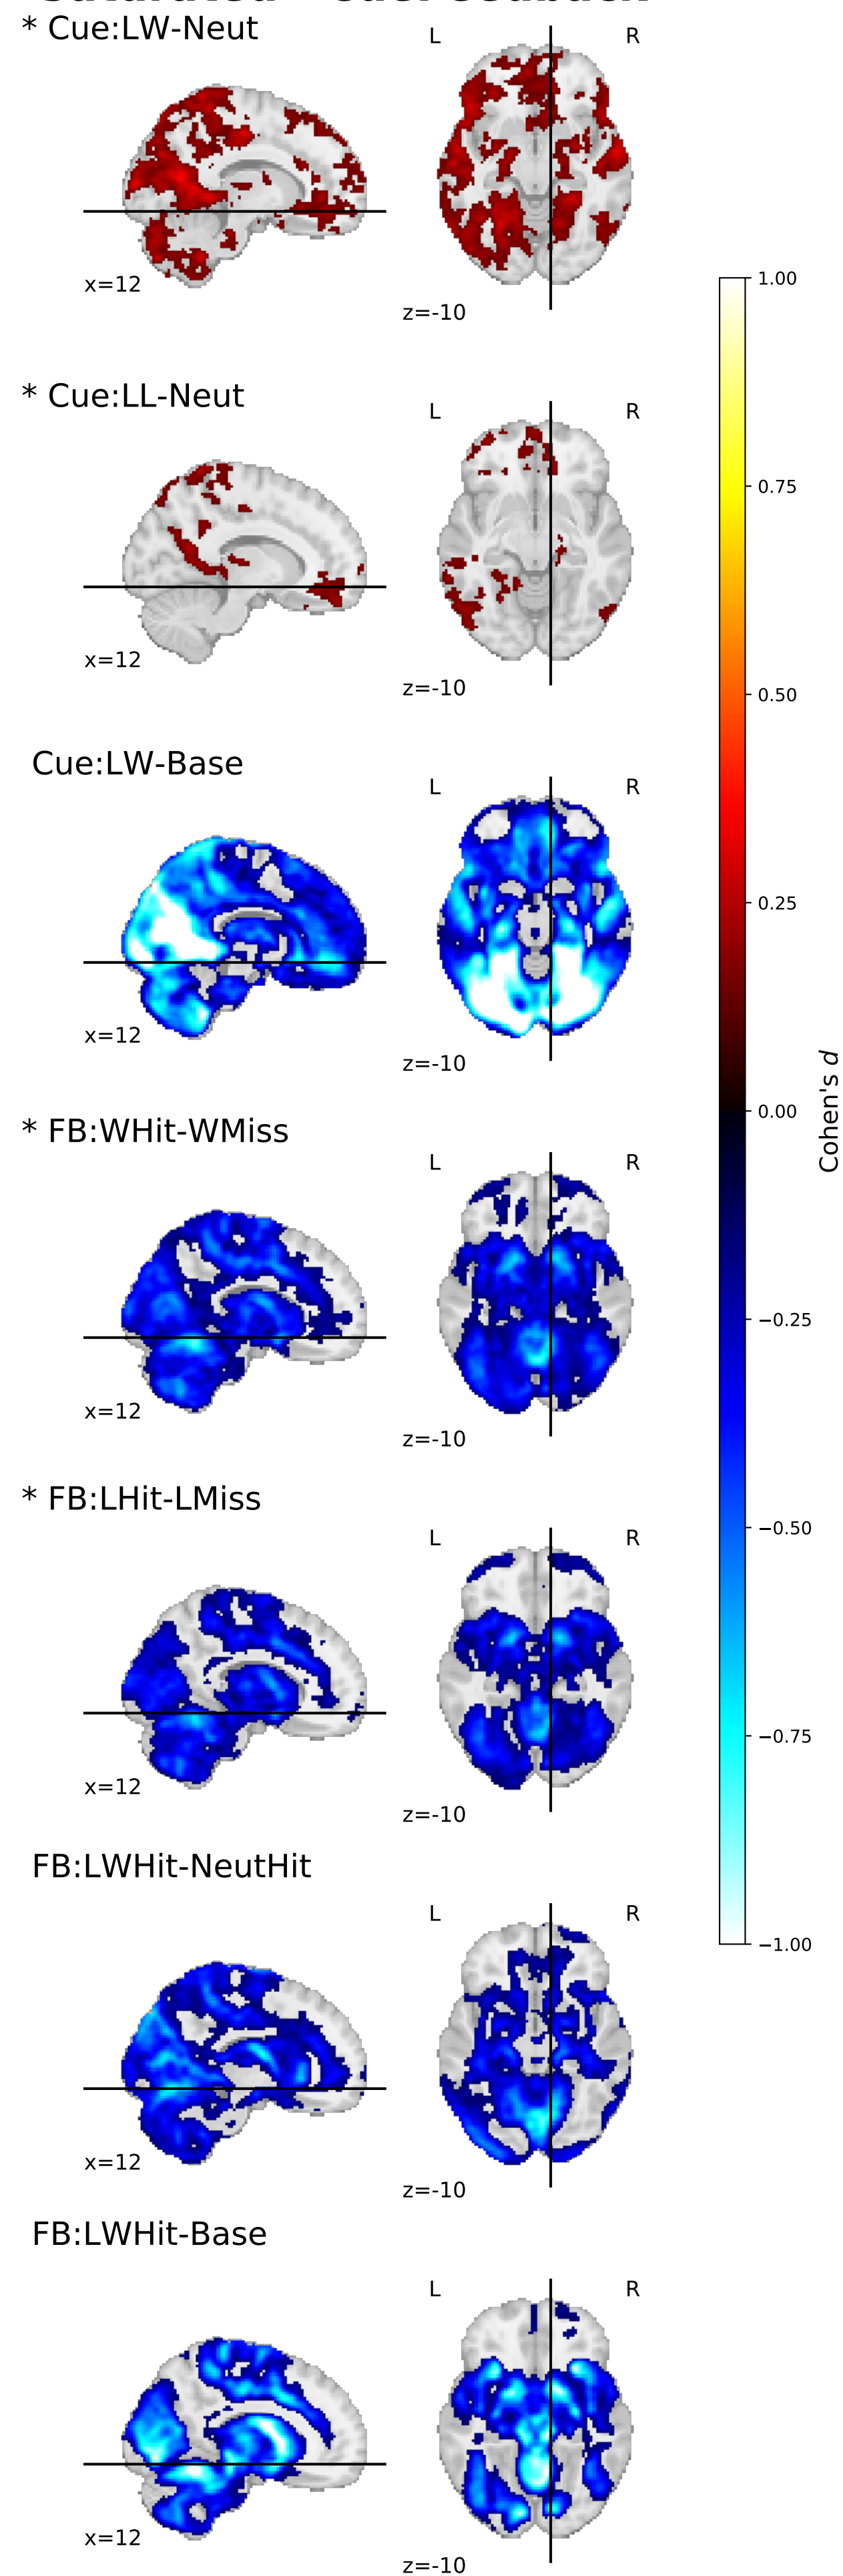 * Cue:LW-Neut
L R
x=12
z=-10
1.00
* Cue:LL-Neut
L R
0.75
x=12
z=-10
0.50
Cue:LW-Base
L R
0.25
x=12
z=-10
Cohen's d
0.00
* FB:WHit-WMiss
L R
−0.25
x=12
z=-10
* FB:LHit-LMiss
L R
−0.50
−0.75
x=12
z=-10
FB:LWHit-NeutHit
L R
−1.00
x=12
z=-10
FB:LWHit-Base
L R
x=12
z=-10